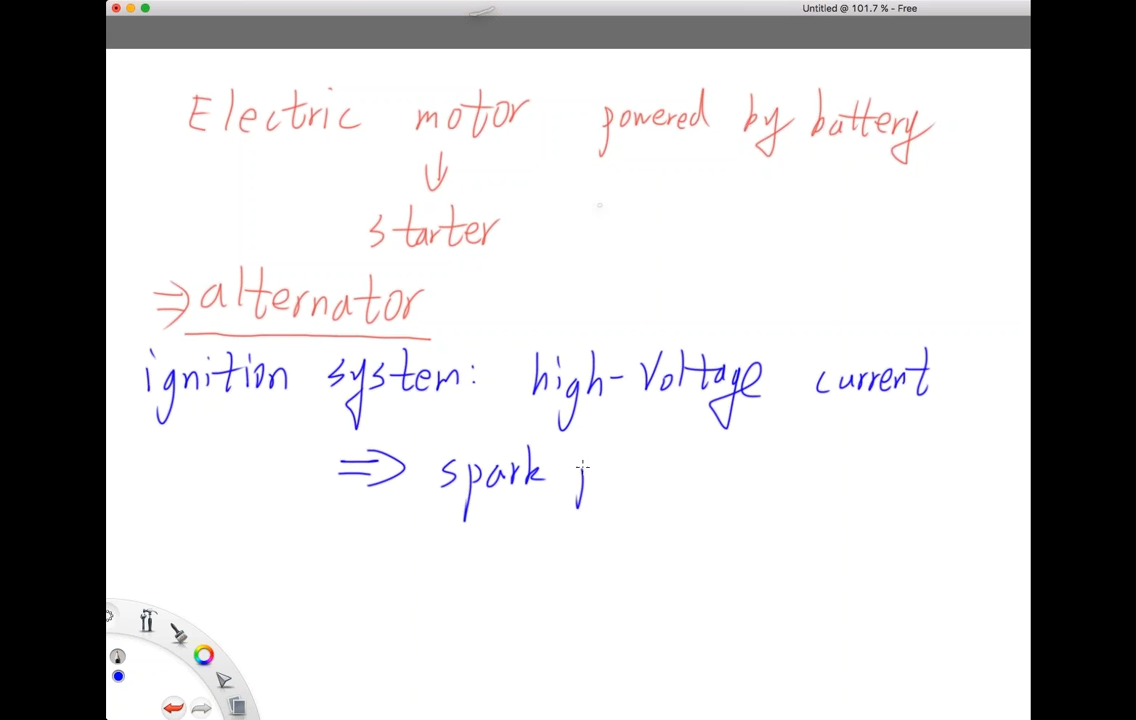 Untitled @ 101.7 % - Free
Electric motor powered by battery
↓
starter
⇒ alternator
ignition system: high-voltage current
⇒ spark